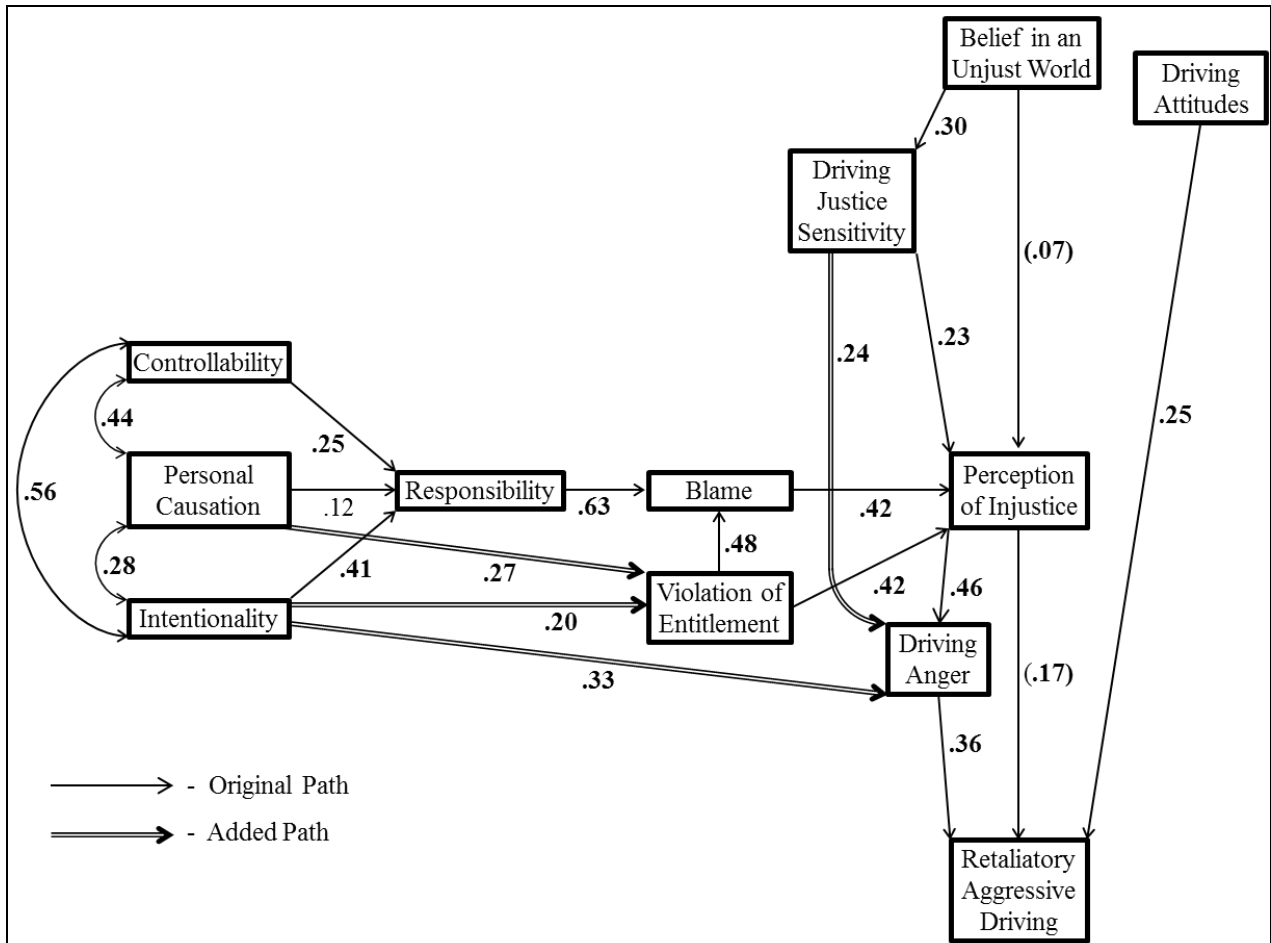 Belief in an
Unjust World
Driving
Attitudes
.30
Driving
Justice
Sensitivity
(.07)
.24
.23
.25
Controllability
.44
.25
.56
Personal
Causation
.12
Responsibility
.63
Blame
.42
Perception
of Injustice
.28
.41
.27
.48
Intentionality
.20
Violation of
Entitlement
.42
.46
.33
Driving
Anger
(.17)
.36
- Original Path
- Added Path
Retaliatory
Aggressive
Driving